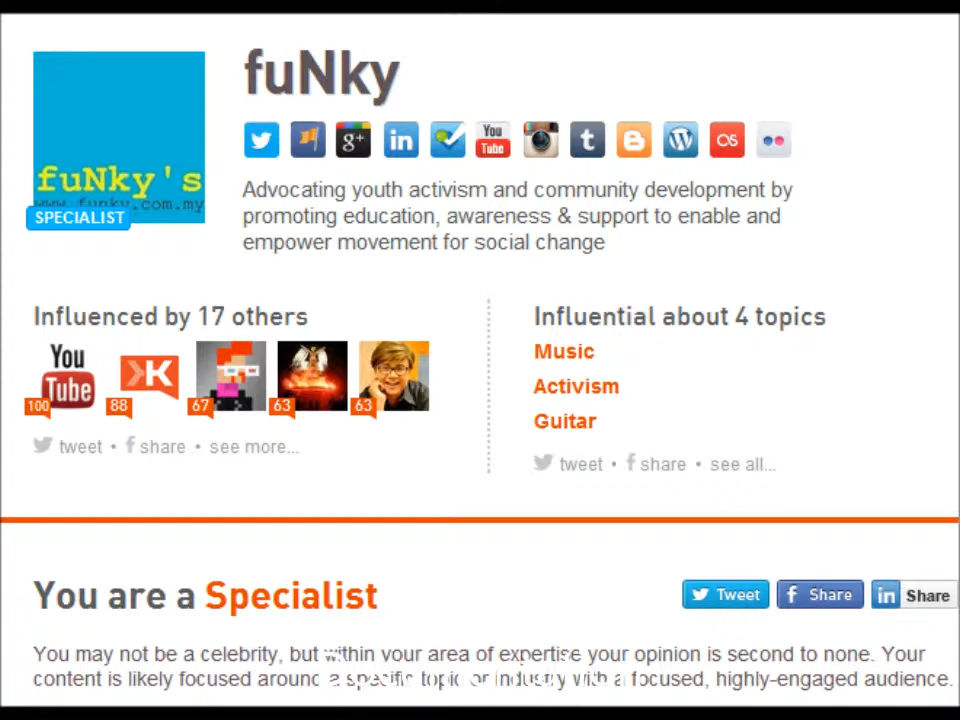 fuNky
fuNky's
www.funky.com.my
SPECIALIST
Advocating youth activism and community development by
promoting education, awareness & support to enable and
empower movement for social change
Influenced by 17 others
You Tube
K
100 88 67 63 63
tweet • share • see more...
Influential about 4 topics
Music
Activism
Guitar
tweet • share • see all...
You are a Specialist
Tweet Share Share
You may not be a celebrity, but within your area of expertise your opinion is second to none. Your
content is likely focused around a specific topic or industry with a focused, highly-engaged audience.